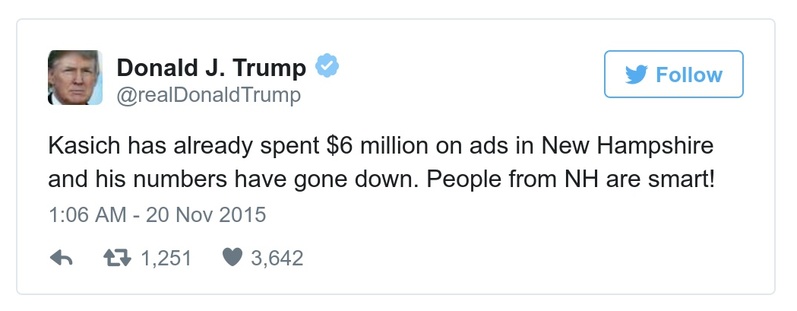 Donald J. Trump
@realDonaldTrump
Follow
Kasich has already spent $6 million on ads in New Hampshire
and his numbers have gone down. People from NH are smart!
1:06 AM - 20 Nov 2015
1,251 3,642